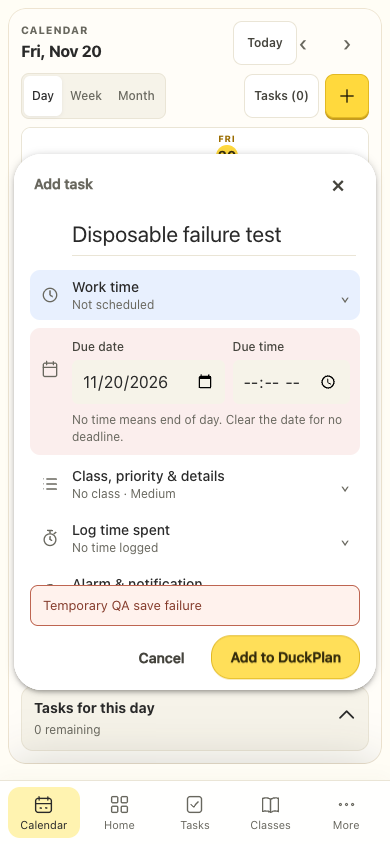 CALENDAR
Fri, Nov 20
Today
Day
Week
Month
Tasks (0)
FRI
Add task
Disposable failure test
Work time
Not scheduled
Due date
Due time
11/20/2026
--:-- --
No time means end of day. Clear the date for no
deadline.
Class, priority & details
No class · Medium
Log time spent
No time logged
Alarm & notification
Temporary QA save failure
Cancel
Add to DuckPlan
Tasks for this day
0 remaining
Calendar
Home
Tasks
Classes
More